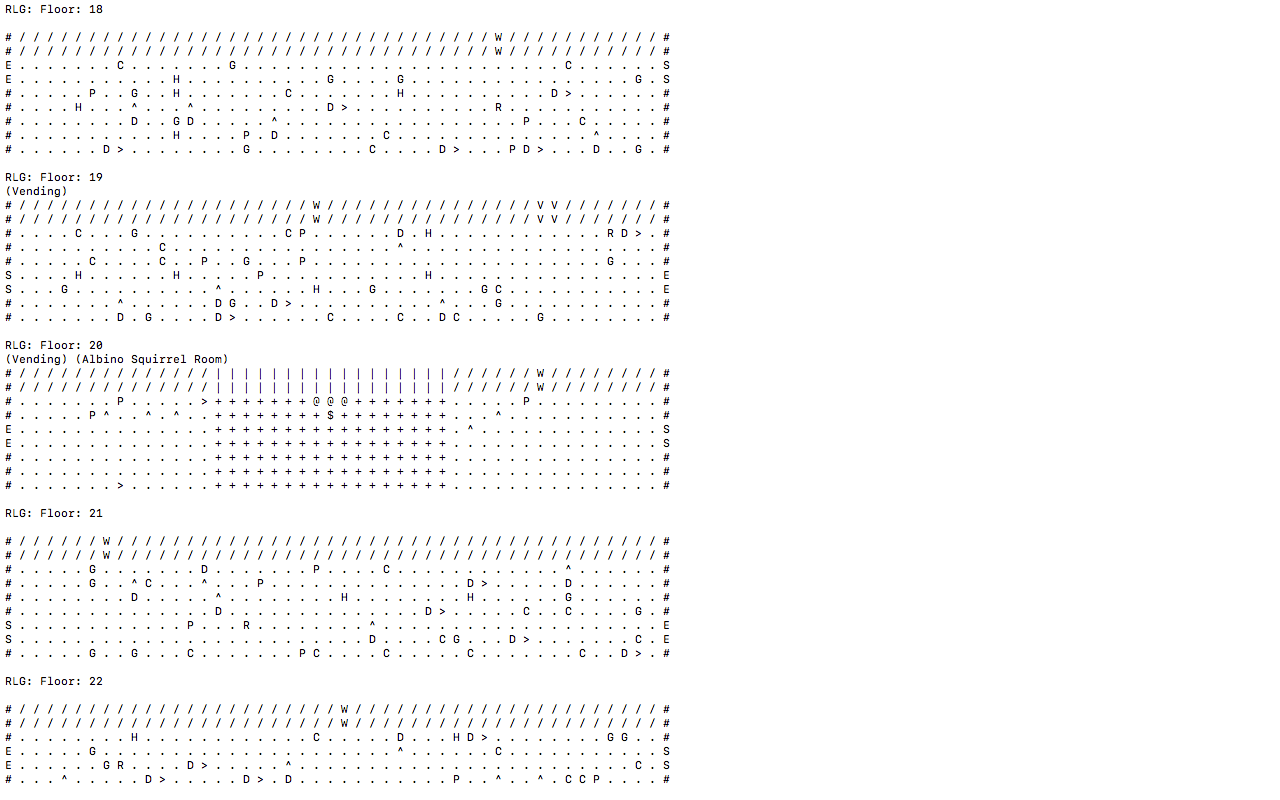 RLG: Floor: 18
# / / / / / / / / / / / / / / / / / / / / / / / / / / / / / / / / / / W / / / / / / / / / / / #
# / / / / / / / / / / / / / / / / / / / / / / / / / / / / / / / / / / W / / / / / / / / / / / #
E . . . . . . . C . . . . . . . G . . . . . . . . . . . . . . . . . . . . . . . C . . . . . . S
E . . . . . . . . . . . H . . . . . . . . . . G . . . . G . . . . . . . . . . . . . . . . G . S
# . . . . . P . . G . . H . . . . . . . C . . . . . . . H . . . . . . . . . . D > . . . . . . #
# . . . . H . . . ^ . . . ^ . . . . . . . . . D > . . . . . . . . . . R . . . . . . . . . . . #
# . . . . . . . . D . . G D . . . . . ^ . . . . . . . . . . . . . . . . . P . . . C . . . . . #
# . . . . . . . . . . . H . . . . P . D . . . . . . . C . . . . . . . . . . . . . . ^ . . . . #
# . . . . . . D > . . . . . . . . G . . . . . . . . C . . . . D > . . . P D > . . . D . . G . #
RLG: Floor: 19
(Vending)
# / / / / / / / / / / / / / / / / / / / / / W / / / / / / / / / / / / / / / V V / / / / / / / #
# / / / / / / / / / / / / / / / / / / / / / W / / / / / / / / / / / / / / / V V / / / / / / / #
# . . . . C . . . G . . . . . . . . . . C P . . . . . . D . H . . . . . . . . . . . . R D > . #
# . . . . . . . . . . C . . . . . . . . . . . . . . . . ^ . . . . . . . . . . . . . . . . . . #
# . . . . . C . . . . C . . P . . G . . . P . . . . . . . . . . . . . . . . . . . . . G . . . #
S . . . . H . . . . . . H . . . . . P . . . . . . . . . . . H . . . . . . . . . . . . . . . . E
S . . . G . . . . . . . . . . ^ . . . . . . H . . . G . . . . . . . G C . . . . . . . . . . . E
# . . . . . . . ^ . . . . . . D G . . D > . . . . . . . . . . ^ . . . G . . . . . . . . . . . #
# . . . . . . . D . G . . . . D > . . . . . . C . . . . C . . D C . . . . . G . . . . . . . . #
RLG: Floor: 20
(Vending) (Albino Squirrel Room)
# / / / / / / / / / / / / / / | | | | | | | | | | | | | | | | | / / / / / / W / / / / / / / / #
# / / / / / / / / / / / / / / | | | | | | | | | | | | | | | | | / / / / / / W / / / / / / / / #
# . . . . . . . P . . . . . > + + + + + + + @ @ @ + + + + + + + . . . . . P . . . . . . . . . #
# . . . . . P ^ . . ^ . ^ . . + + + + + + + + $ + + + + + + + + . . . ^ . . . . . . . . . . . #
E . . . . . . . . . . . . . . + + + + + + + + + + + + + + + + + . ^ . . . . . . . . . . . . . S
E . . . . . . . . . . . . . . + + + + + + + + + + + + + + + + + . . . . . . . . . . . . . . . S
# . . . . . . . . . . . . . . + + + + + + + + + + + + + + + + + . . . . . . . . . . . . . . . #
# . . . . . . . . . . . . . . + + + + + + + + + + + + + + + + + . . . . . . . . . . . . . . . #
# . . . . . . . > . . . . . . + + + + + + + + + + + + + + + + + . . . . . . . . . . . . . . . #
RLG: Floor: 21
# / / / / / / W / / / / / / / / / / / / / / / / / / / / / / / / / / / / / / / / / / / / / / / #
# / / / / / / W / / / / / / / / / / / / / / / / / / / / / / / / / / / / / / / / / / / / / / / #
# . . . . . G . . . . . . . D . . . . . . . P . . . . C . . . . . . . . . . . . ^ . . . . . . #
# . . . . . G . . ^ C . . . ^ . . . P . . . . . . . . . . . . . . D > . . . . . D . . . . . . #
# . . . . . . . . D . . . . . ^ . . . . . . . . H . . . . . . . . H . . . . . . G . . . . . . #
# . . . . . . . . . . . . . . D . . . . . . . . . . . . . . D > . . . . . C . . C . . . . G . #
S . . . . . . . . . . . . P . . . R . . . . . . . . ^ . . . . . . . . . . . . . . . . . . . . E
S . . . . . . . . . . . . . . . . . . . . . . . . . D . . . . C G . . . D > . . . . . . . C . E
# . . . . . G . . G . . . C . . . . . . . P C . . . . C . . . . . C . . . . . . . C . . D > . #
RLG: Floor: 22
# / / / / / / / / / / / / / / / / / / / / / / / W / / / / / / / / / / / / / / / / / / / / / / #
# / / / / / / / / / / / / / / / / / / / / / / / W / / / / / / / / / / / / / / / / / / / / / / #
# . . . . . . . . H . . . . . . . . . . . . C . . . . . D . . . H D > . . . . . . . . G G . . #
E . . . . . G . . . . . . . . . . . . . . . . . . . . . ^ . . . . . . C . . . . . . . . . . . S
E . . . . . . G R . . . . D > . . . . . ^ . . . . . . . . . . . . . . . . . . . . . . . . C . S
# . . . ^ . . . . . D > . . . . . D > . D . . . . . . . . . . . P . . ^ . . ^ . C C P . . . . #